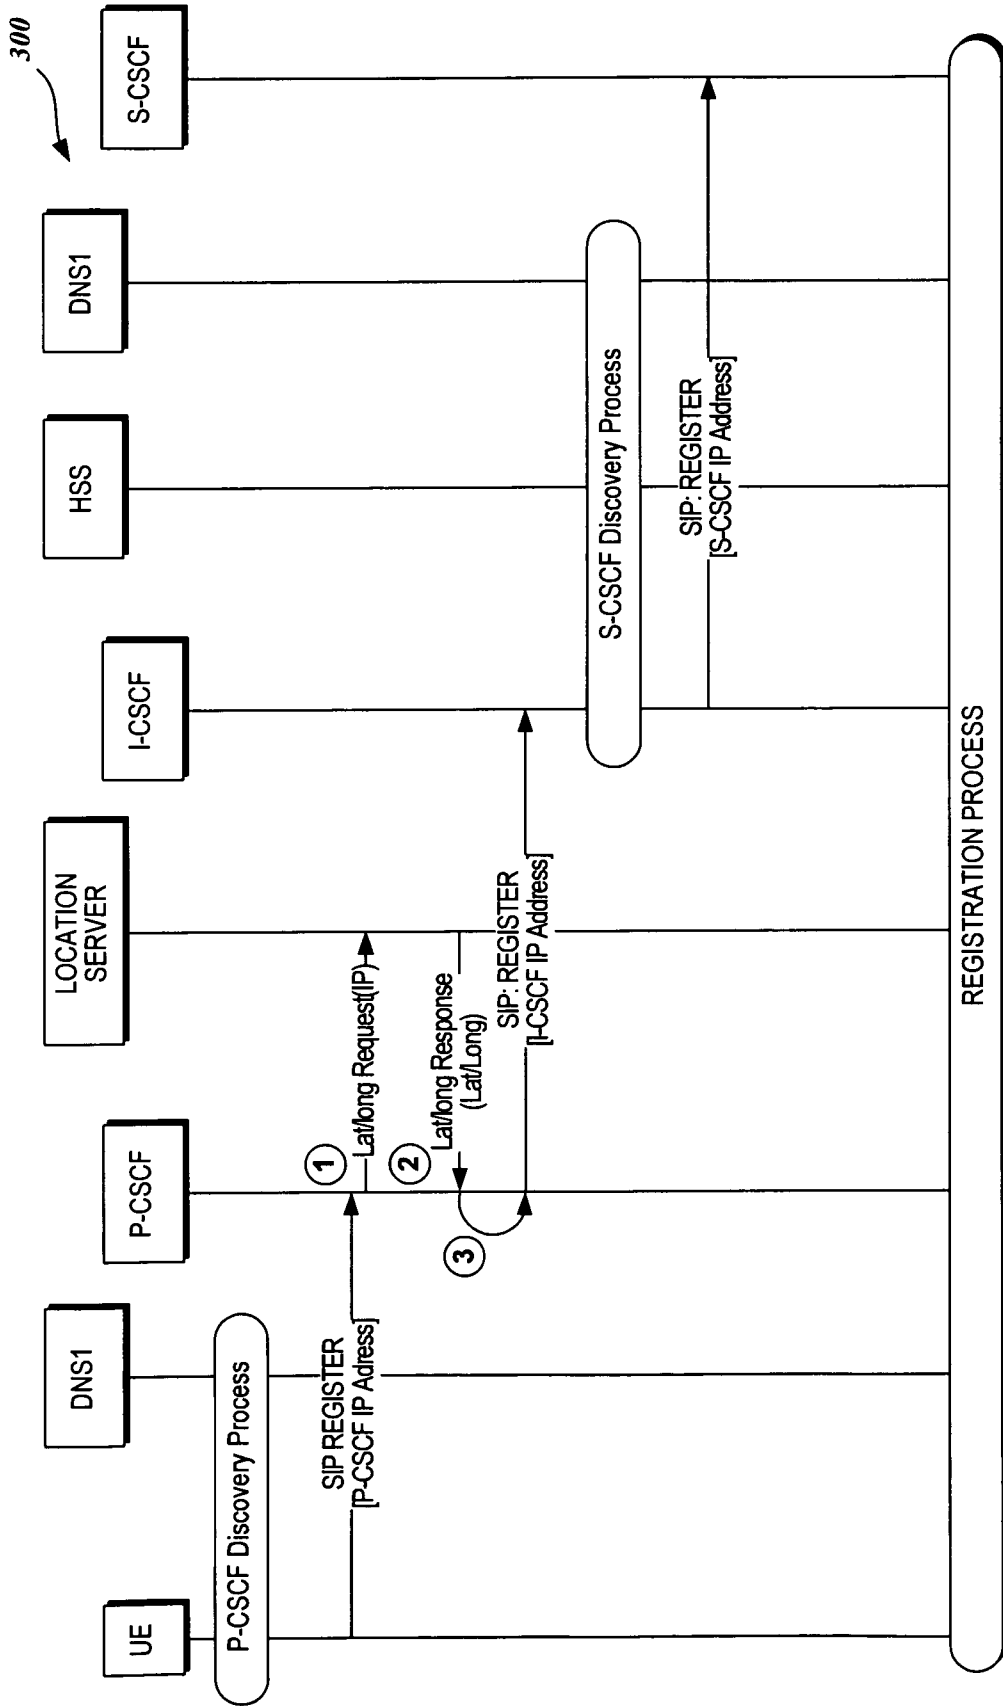 300
UE
DNS1
P-CSCF
LOCATION
SERVER
I-CSCF
HSS
DNS1
S-CSCF
P-CSCF Discovery Process
SIP REGISTER
[P-CSCF IP Adress]
1
Lat/long Request(IP)
2
Lat/long Response
(Lat/Long)
3
SIP: REGISTER
[I-CSCF IP Address]
S-CSCF Discovery Process
SIP: REGISTER
[S-CSCF IP Address]
REGISTRATION PROCESS